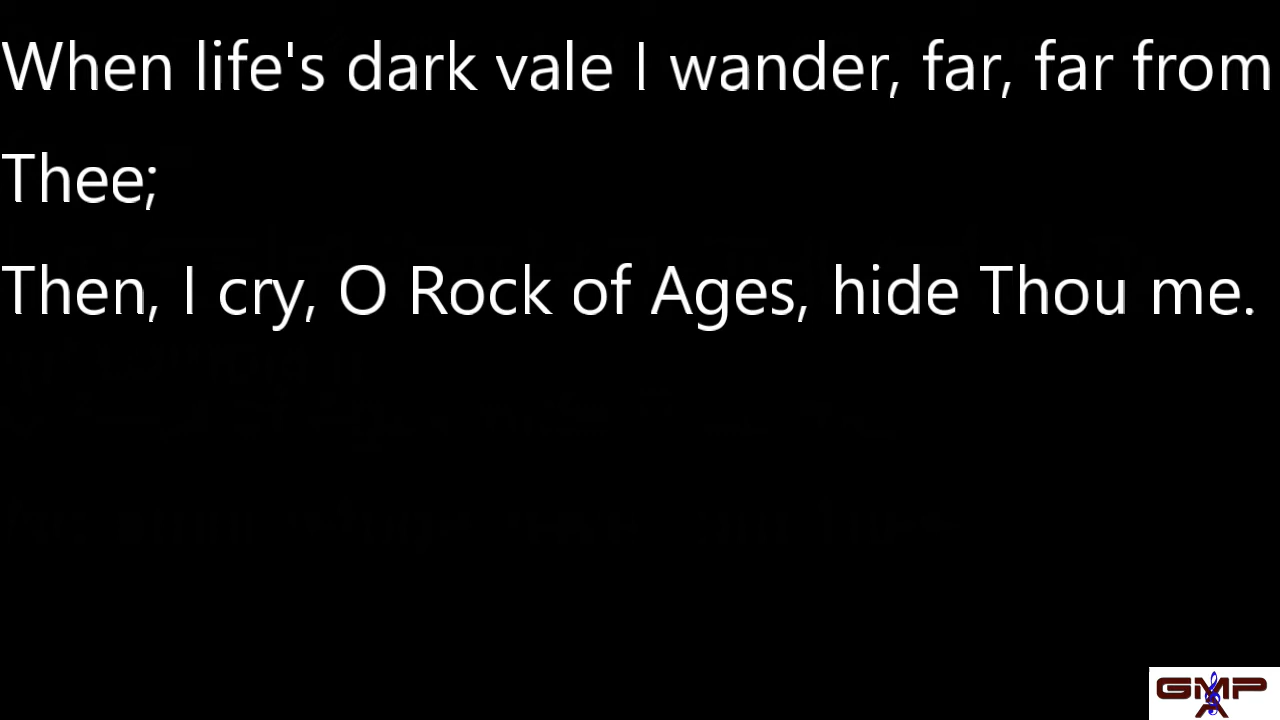 When life's dark vale I wander, far, far from
Thee;
Then, I cry, O Rock of Ages, hide Thou me.
GMP
A